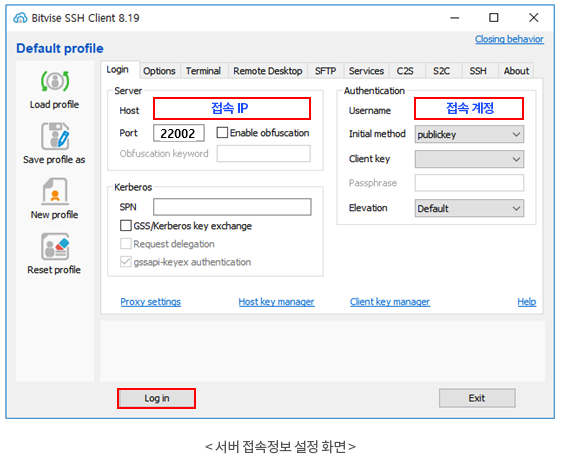 Bitvise SSH Client 8.19
Default profile
Closing behavior
Load profile
Save profile as
New profile
Reset profile
Login Options Terminal Remote Desktop SFTP Services C2S S2C SSH About
Server
Host 접속 IP
Port 22002 Enable obfuscation
Obfuscation keyword
Kerberos
SPN
GSS/Kerberos key exchange
Request delegation
gssapi-keyex authentication
Authentication
Username 접속 계정
Initial method publickey
Client key
Passphrase
Elevation Default
Proxy settings Host key manager Client key manager Help
Log in Exit
< 서버 접속정보 설정 화면 >